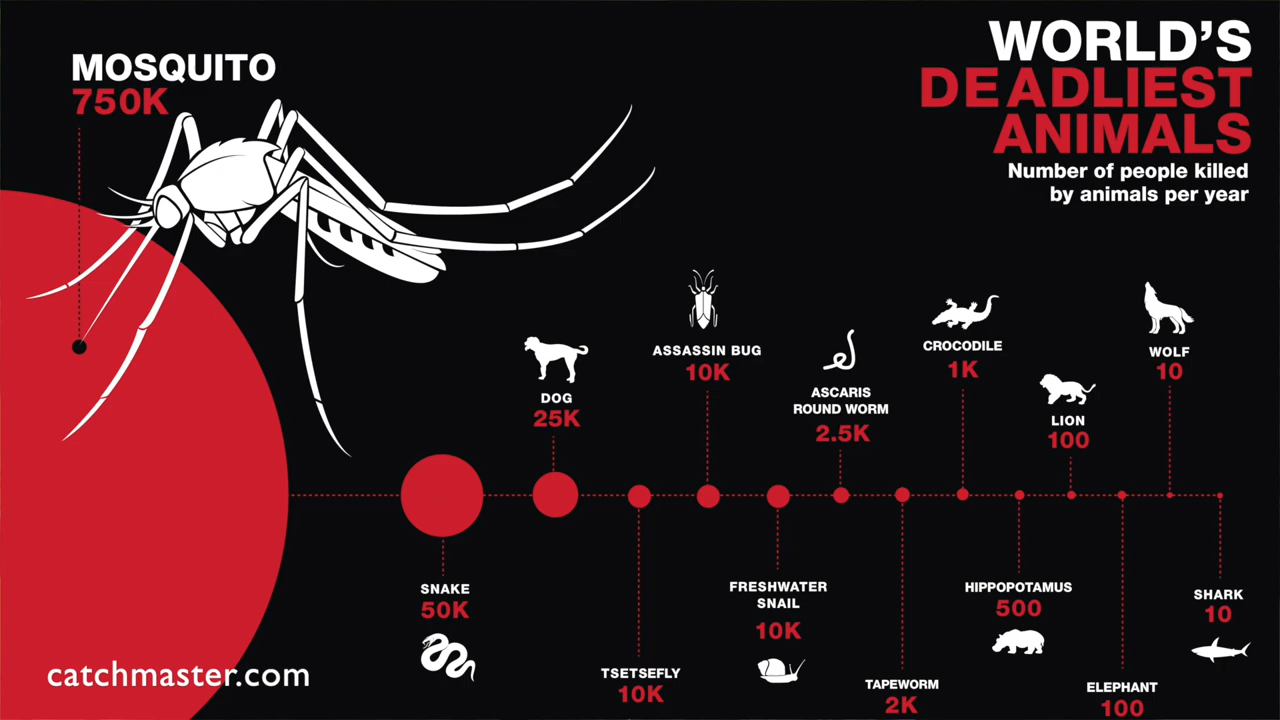 WORLD'S
DEADLIEST
ANIMALS
Number of people killed
by animals per year
MOSQUITO
750K
SNAKE
50K
DOG
25K
TSETSEFLY
10K
ASSASSIN BUG
10K
FRESHWATER
SNAIL
10K
ASCARIS
ROUND WORM
2.5K
TAPEWORM
2K
CROCODILE
1K
HIPPOPOTAMUS
500
LION
100
ELEPHANT
100
WOLF
10
SHARK
10
catchmaster.com